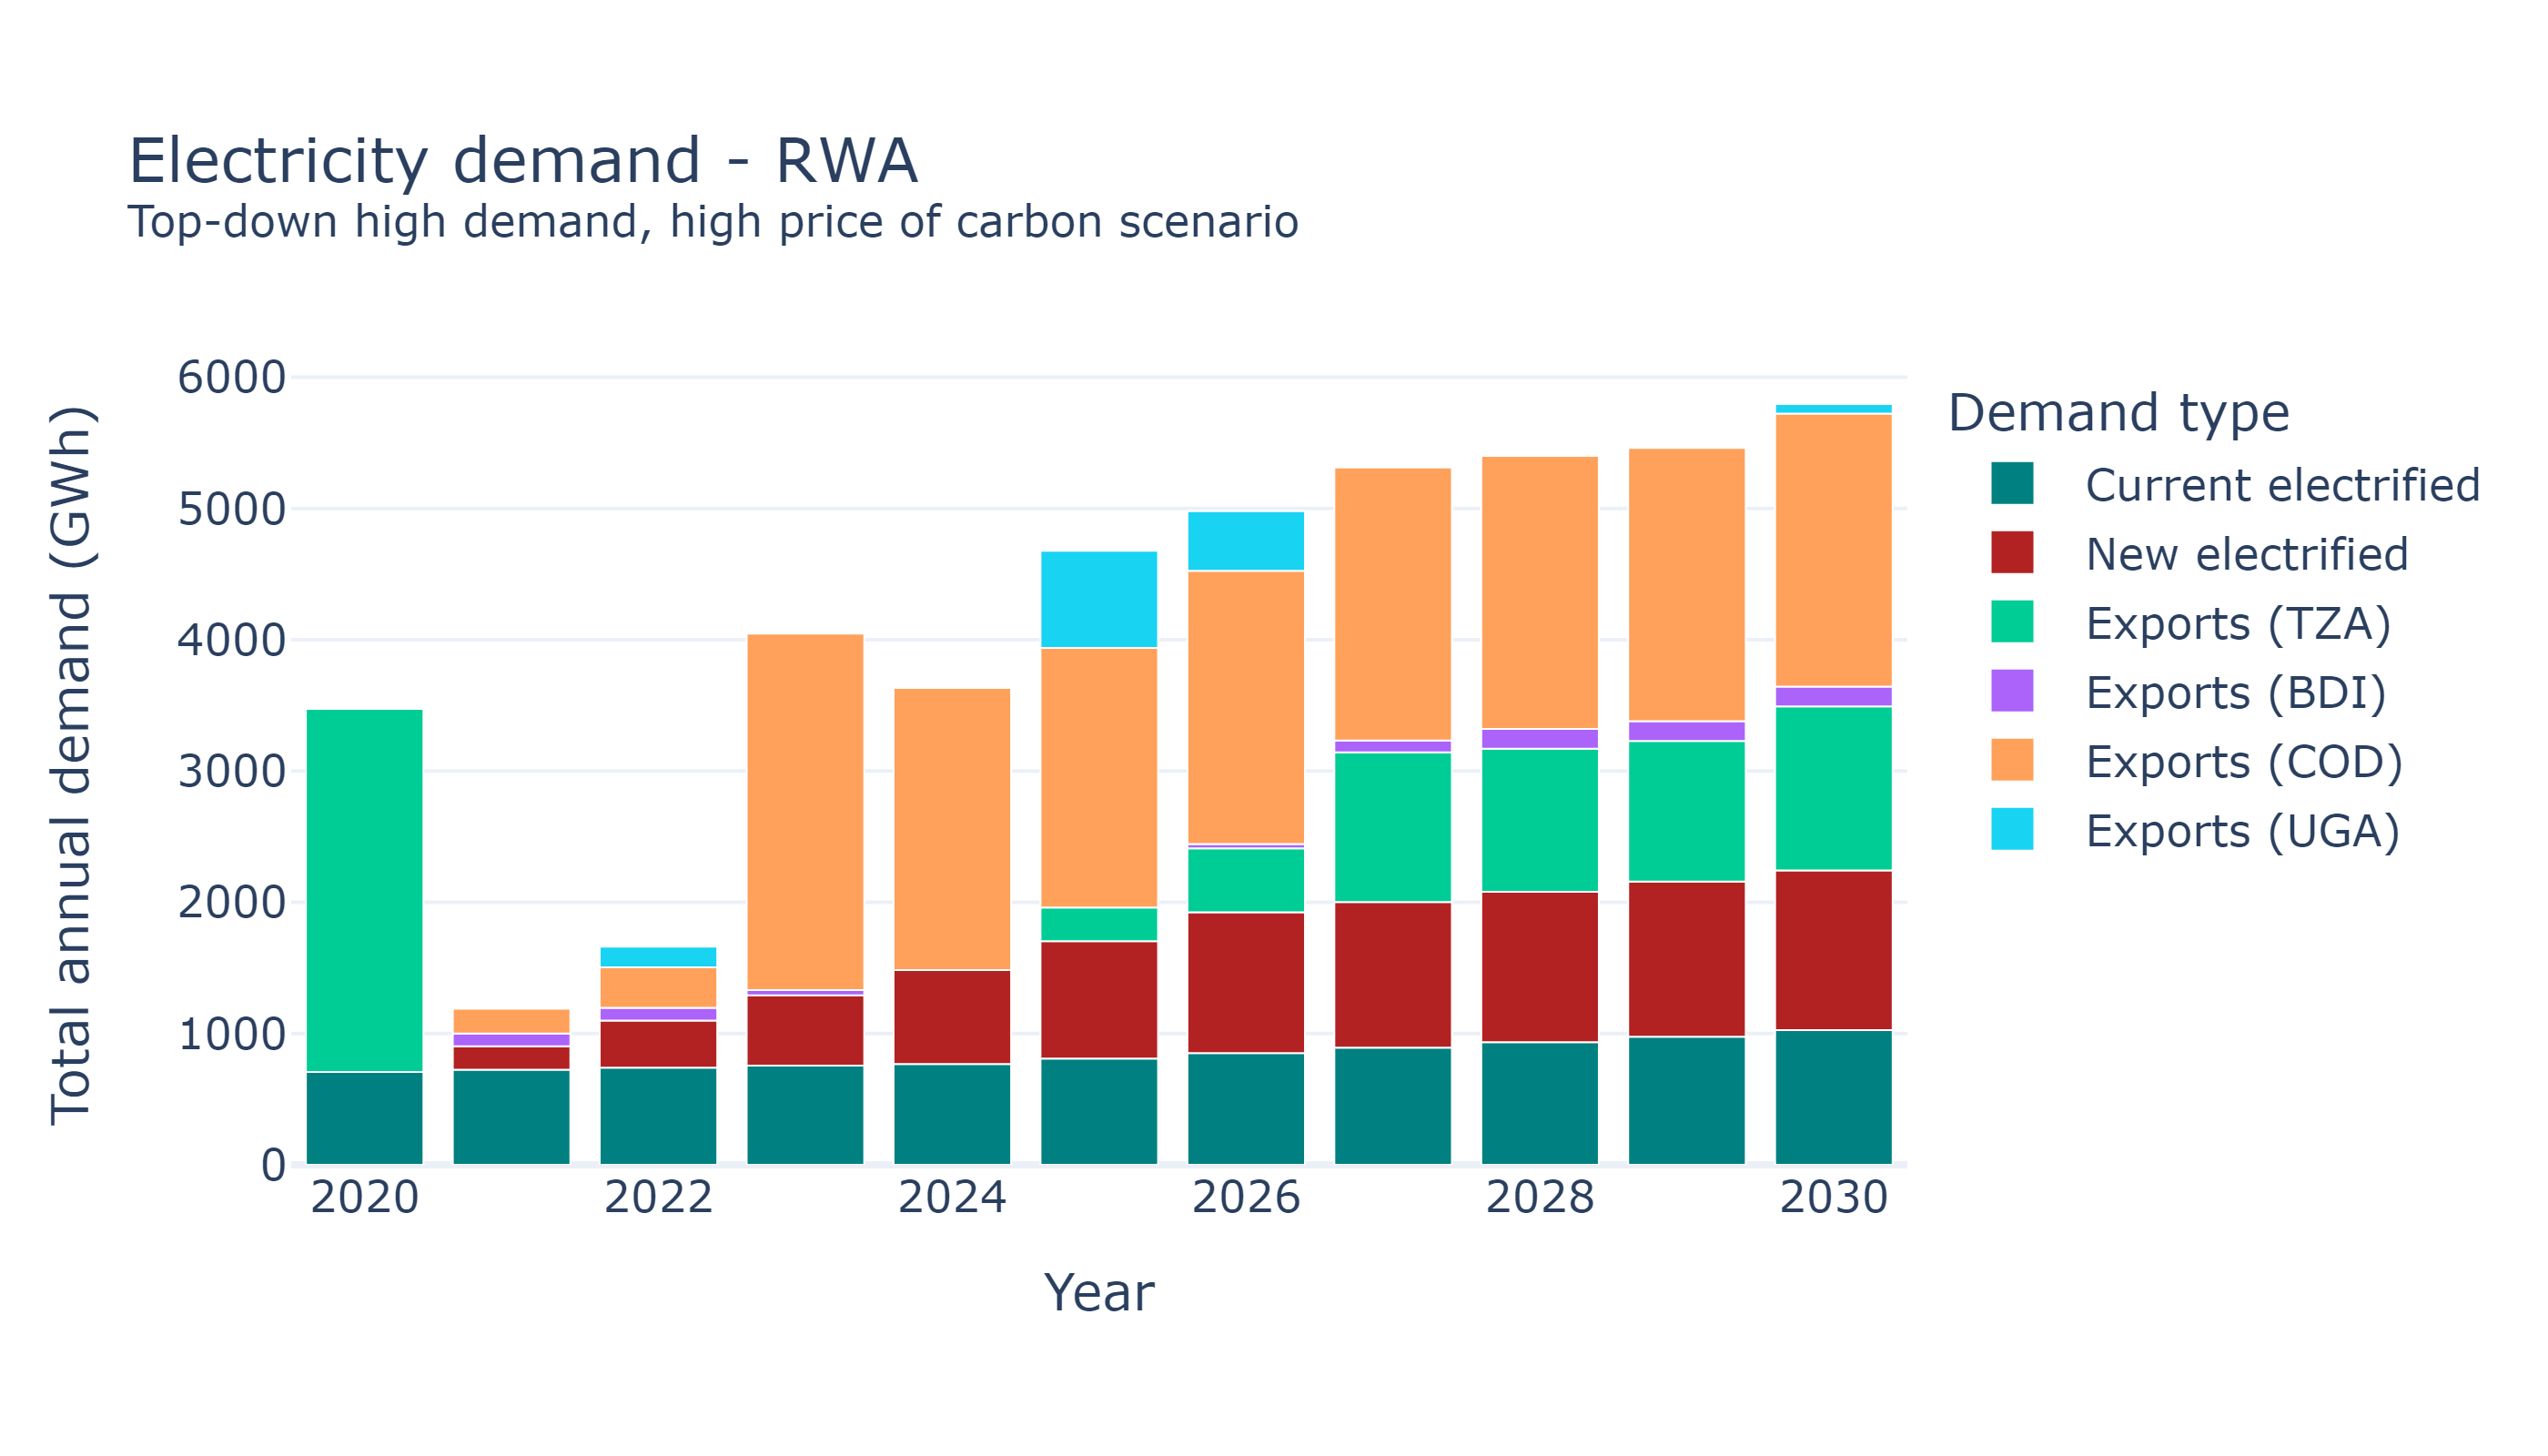 Electricity demand - RWA
Top-down high demand, high price of carbon scenario
Total annual demand (GWh)
6000
5000
4000
3000
2000
1000
0
2020
2022
2024
2026
2028
2030
Year
Demand type
Current electrified
New electrified
Exports (TZA)
Exports (BDI)
Exports (COD)
Exports (UGA)